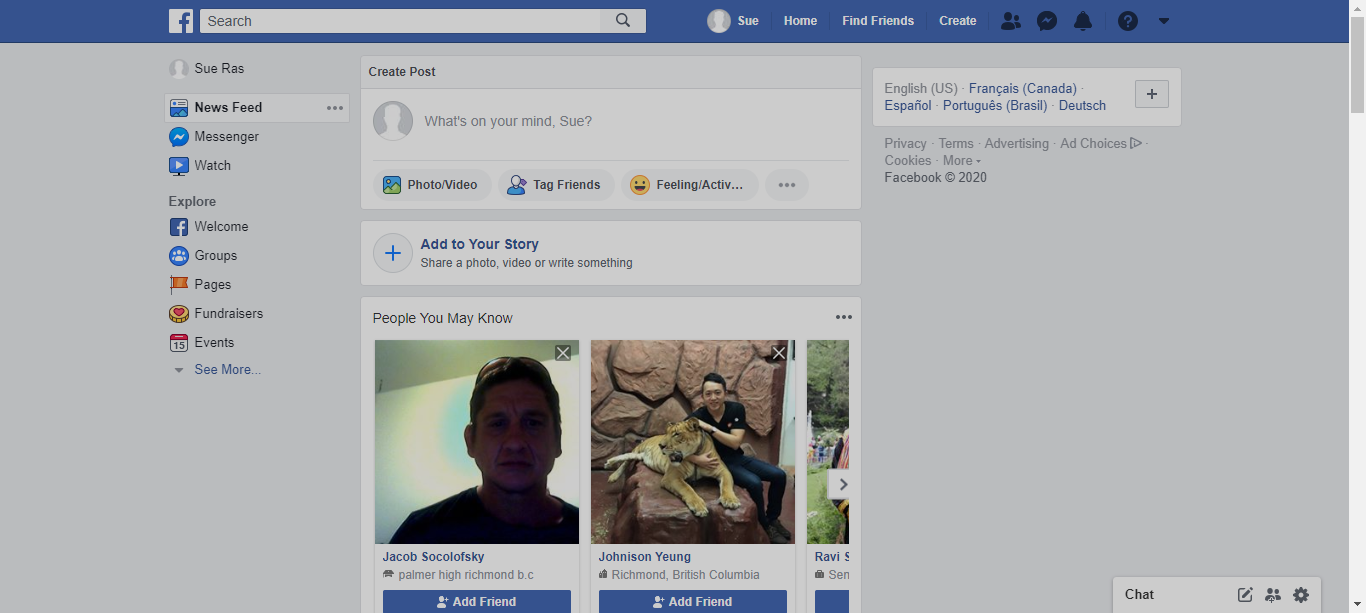 Search
Sue
Home
Find Friends
Create
Sue Ras
News Feed
Messenger
Watch
Explore
Welcome
Groups
Pages
Fundraisers
Events
15
See More...
Create Post
What's on your mind, Sue?
Photo/Video
Tag Friends
Feeling/Activ...
Add to Your Story
Share a photo, video or write something
People You May Know
Jacob Socolofsky
palmer high richmond b.c
Add Friend
Johnison Yeung
Richmond, British Columbia
Add Friend
Ravi S
Sen
English (US) · Français (Canada) ·
Español · Português (Brasil) · Deutsch
Privacy · Terms · Advertising · Ad Choices ·
Cookies · More
Facebook © 2020
Chat